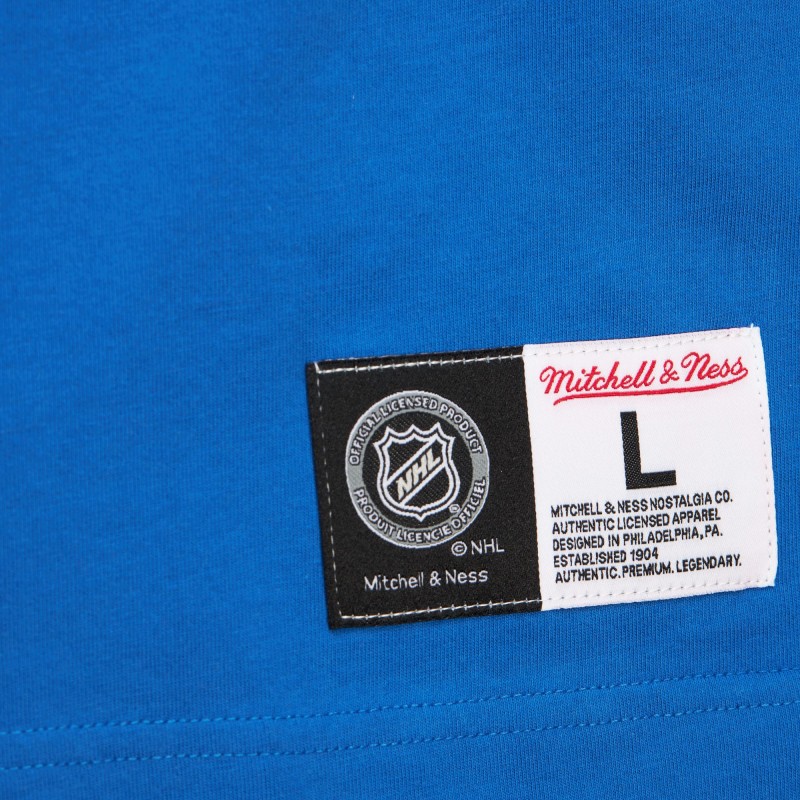 OFFICIAL LICENSED PRODUCT
NHL
®
PRODUIT LICENCIE OFFICIEL
© NHL
Mitchell & Ness
Mitchell & Ness
L
MITCHELL & NESS NOSTALGIA CO.
AUTHENTIC LICENSED APPAREL
DESIGNED IN PHILADELPHIA, PA.
ESTABLISHED 1904
AUTHENTIC. PREMIUM. LEGENDARY.